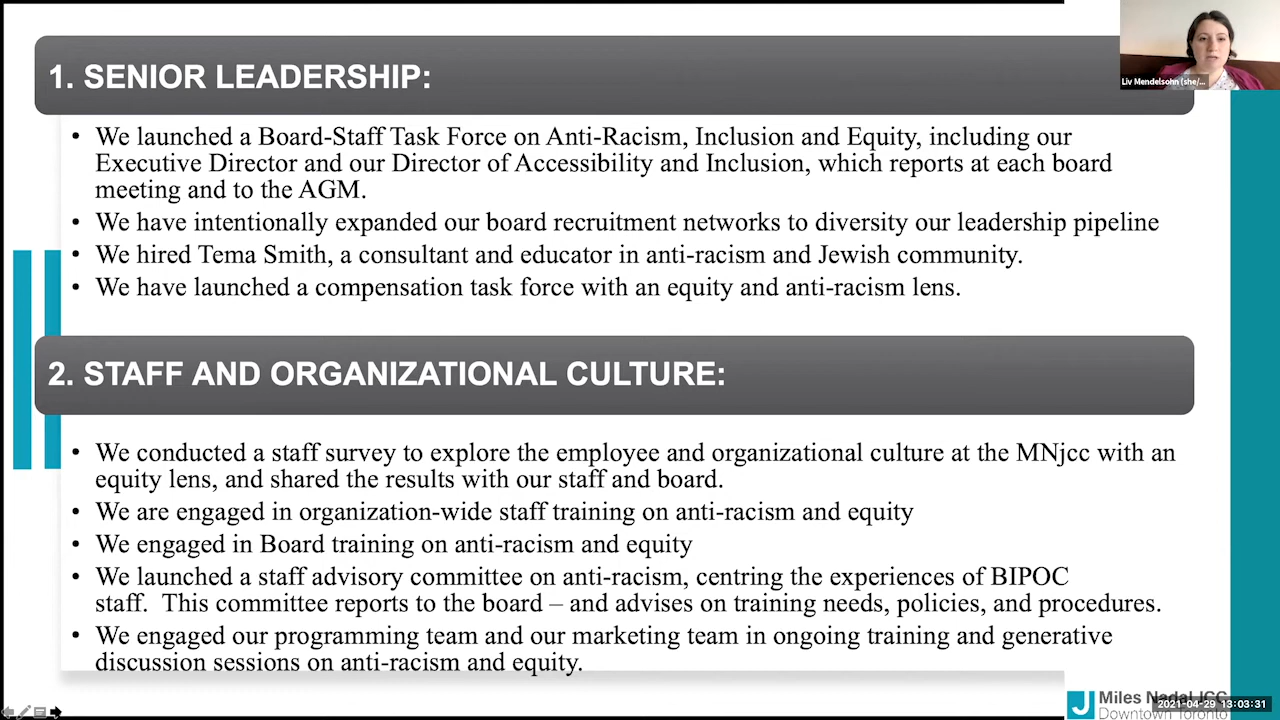 1. SENIOR LEADERSHIP:
Liv Mendelsohn (she/...
• We launched a Board-Staff Task Force on Anti-Racism, Inclusion and Equity, including our
Executive Director and our Director of Accessibility and Inclusion, which reports at each board
meeting and to the AGM.
• We have intentionally expanded our board recruitment networks to diversity our leadership pipeline
• We hired Tema Smith, a consultant and educator in anti-racism and Jewish community.
• We have launched a compensation task force with an equity and anti-racism lens.
2. STAFF AND ORGANIZATIONAL CULTURE:
• We conducted a staff survey to explore the employee and organizational culture at the MNjcc with an
equity lens, and shared the results with our staff and board.
• We are engaged in organization-wide staff training on anti-racism and equity
• We engaged in Board training on anti-racism and equity
• We launched a staff advisory committee on anti-racism, centring the experiences of BIPOC
staff.  This committee reports to the board – and advises on training needs, policies, and procedures.
• We engaged our programming team and our marketing team in ongoing training and generative
discussion sessions on anti-racism and equity.
J Miles Nadal JCC
Downtown Toronto
2021-04-29 13:03:31